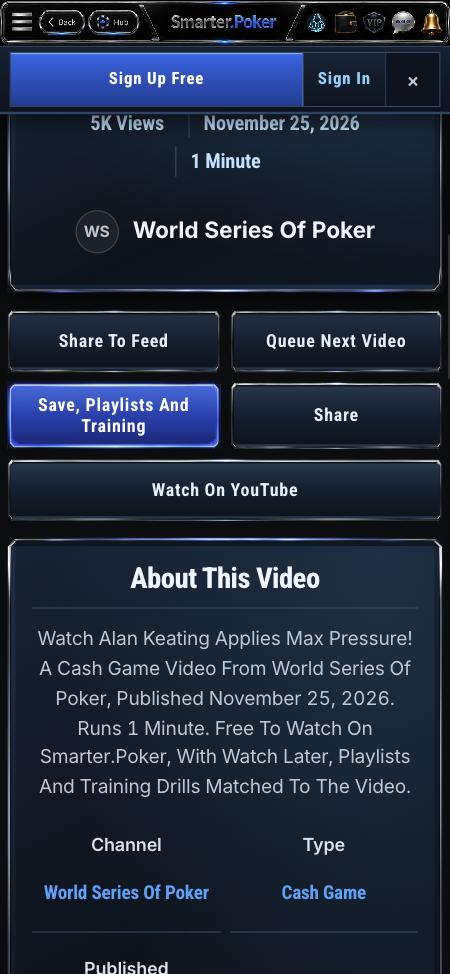 Back
Hub
Smarter.Poker
VIP
Sign Up Free
Sign In
×
5K Views
November 25, 2026
1 Minute
WS
World Series Of Poker
Share To Feed
Queue Next Video
Save, Playlists And
Training
Share
Watch On YouTube
About This Video
Watch Alan Keating Applies Max Pressure!
A Cash Game Video From World Series Of
Poker, Published November 25, 2026.
Runs 1 Minute. Free To Watch On
Smarter.Poker, With Watch Later, Playlists
And Training Drills Matched To The Video.
Channel
Type
World Series Of Poker
Cash Game
Published